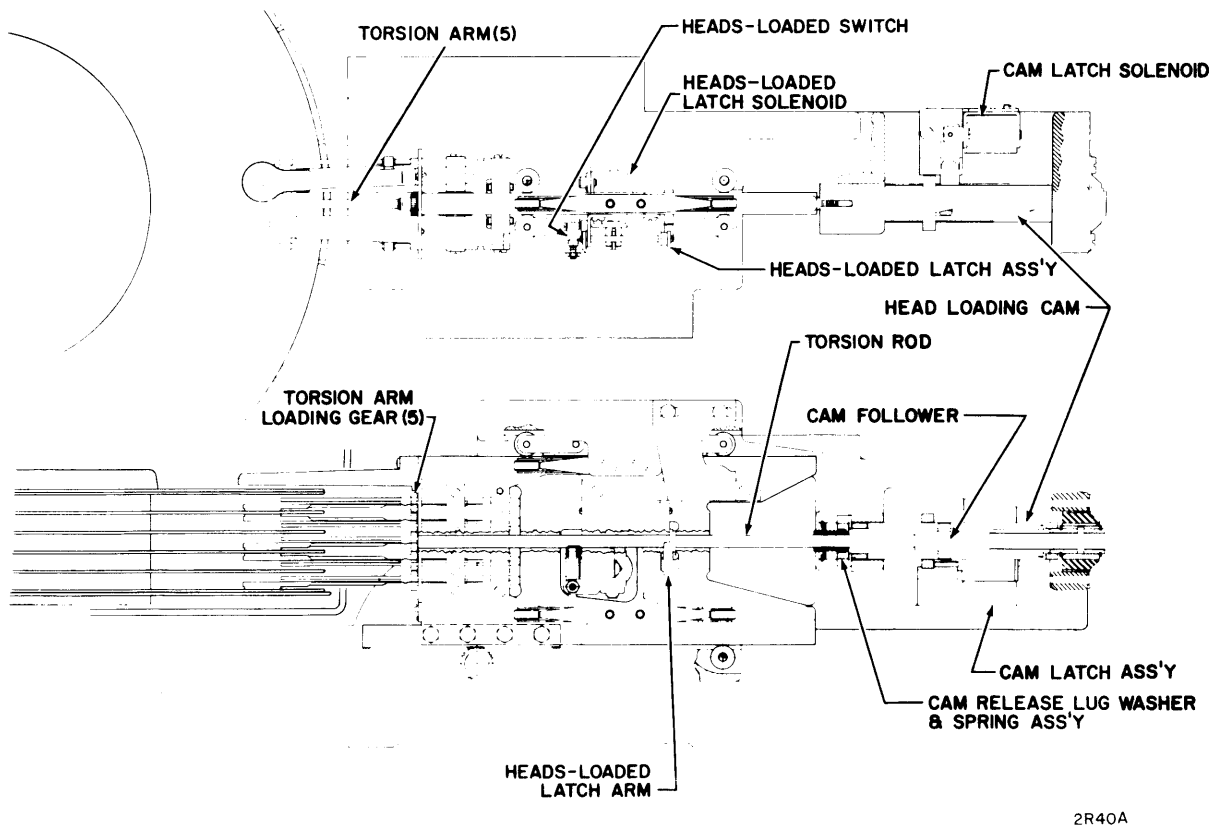 TORSION ARM(5)
HEADS-LOADED SWITCH
HEADS-LOADED
LATCH SOLENOID
CAM LATCH SOLENOID
HEADS-LOADED LATCH ASS'Y
HEAD LOADING CAM
TORSION ROD
TORSION ARM
LOADING GEAR(5)
CAM FOLLOWER
CAM LATCH ASS'Y
CAM RELEASE LUG WASHER
& SPRING ASS'Y
HEADS-LOADED
LATCH ARM
2R40A